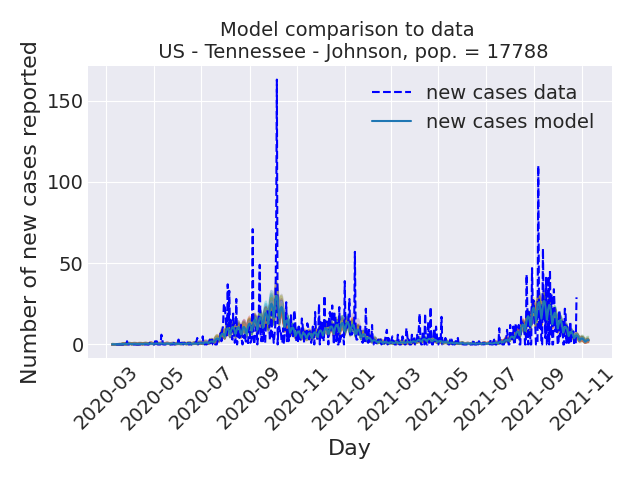 Model comparison to data
US - Tennessee - Johnson, pop. = 17788
Number of new cases reported
150
100
50
0
new cases data
new cases model
2020-03
2020-05
2020-07
2020-09
2020-11
2021-01
2021-03
2021-05
2021-07
2021-09
2021-11
Day